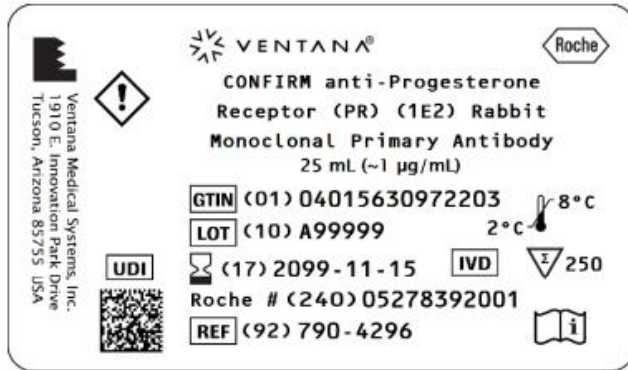 VENTANA®
Roche
CONFIRM anti-Progesterone
Receptor (PR) (1E2) Rabbit
Monoclonal Primary Antibody
25 mL (~1 µg/mL)
GTIN (01) 04015630972203
8°C
2°C
LOT (10) A99999
(17) 2099-11-15
IVD
Σ 250
Roche # (240) 05278392001
REF (92) 790-4296
i
UDI
!
Ventana Medical Systems, Inc.
1910 E. Innovation Park Drive
Tucson, Arizona 85755 USA